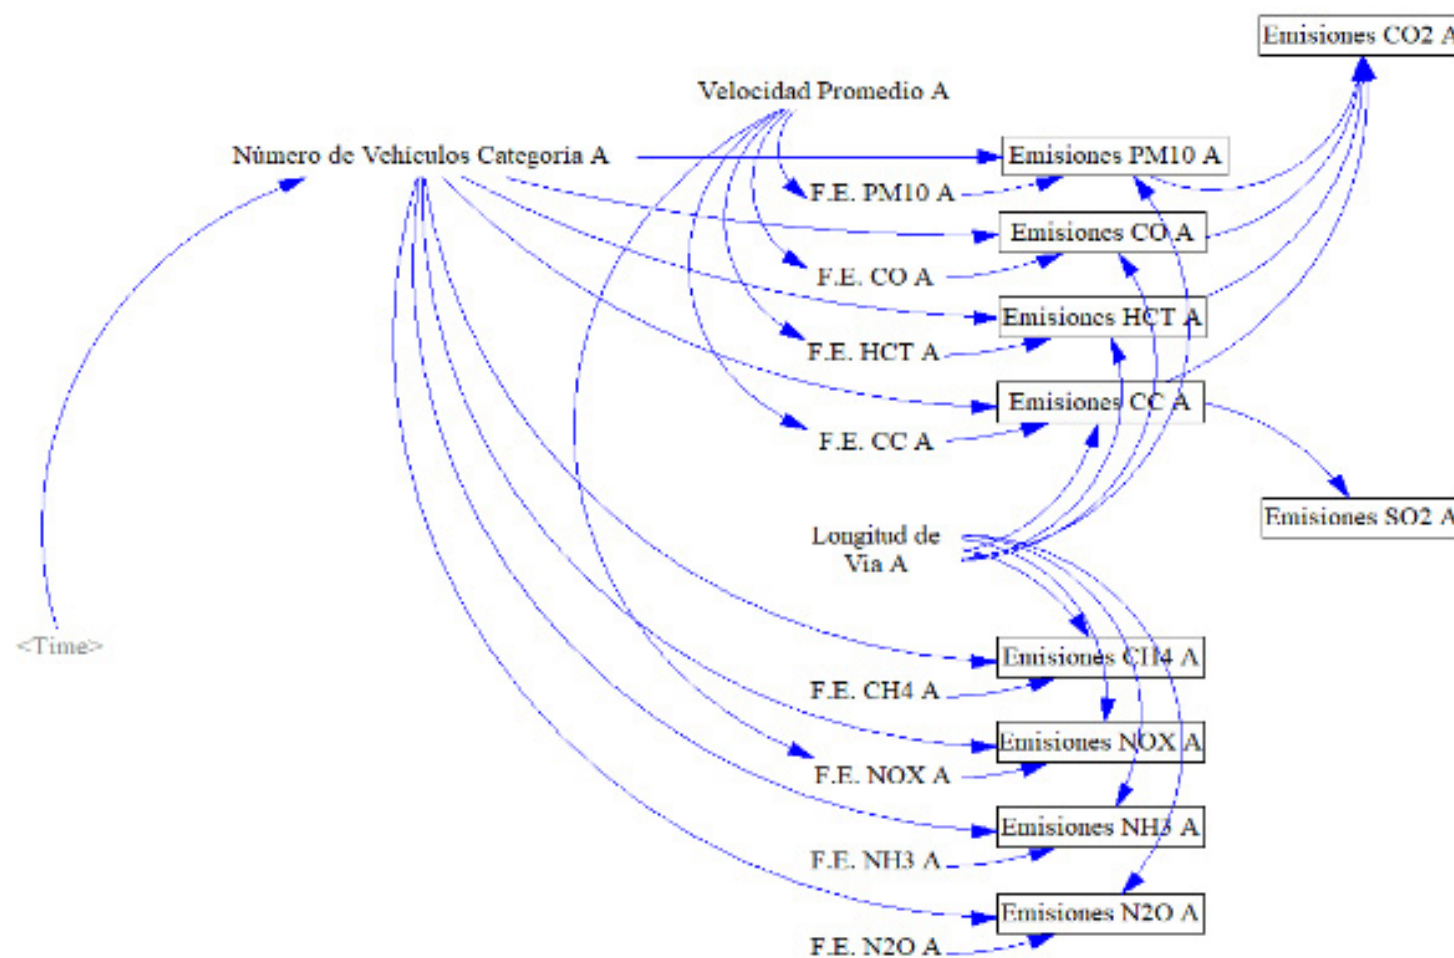 Emisiones CO2 A
Velocidad Promedio A
Número de Vehículos Categoria A
Emisiones PM10 A
F.E. PM10 A
Emisiones CO A
F.E. CO A
Emisiones HCT A
F.E. HCT A
Emisiones CC A
F.E. CC A
Emisiones SO2 A
Longitud de
Via A
<Time>
Emisiones CH4 A
F.E. CH4 A
Emisiones NOX A
F.E. NOX A
Emisiones NH3 A
F.E. NH3 A
Emisiones N2O A
F.E. N2O A